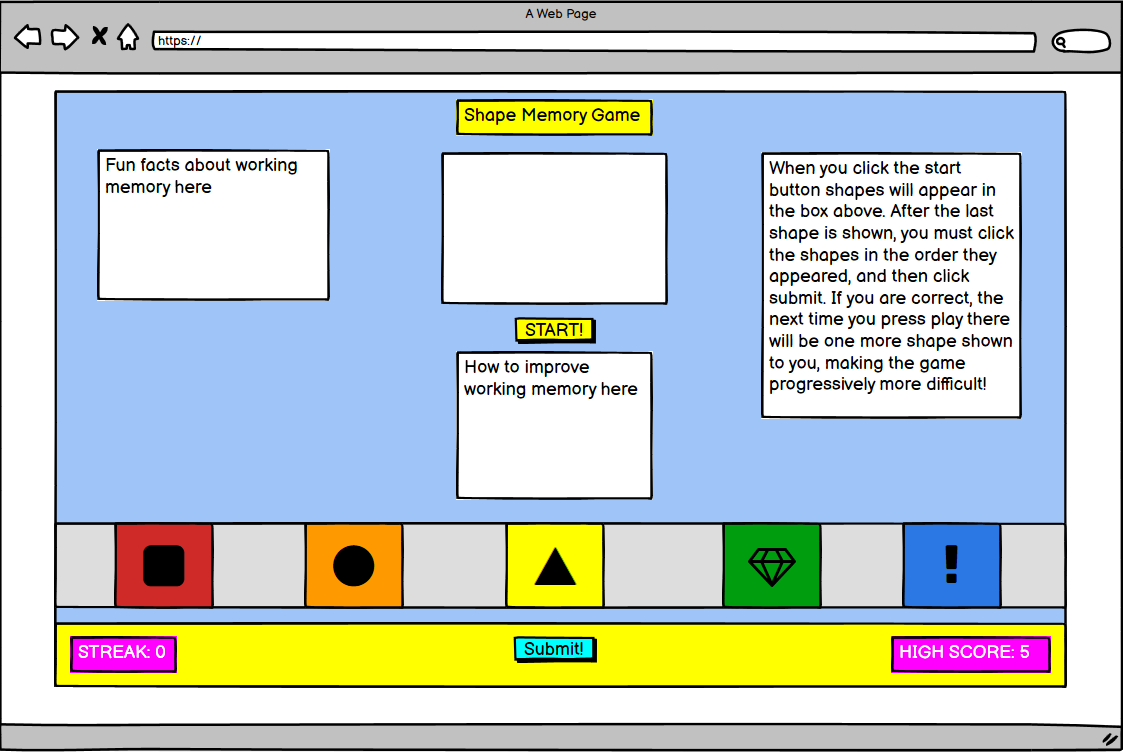 A Web Page
https://
Shape Memory Game
Fun facts about working
memory here
When you click the start
button shapes will appear in
the box above. After the last
shape is shown, you must click
the shapes in the order they
appeared, and then click
submit. If you are correct, the
next time you press play there
will be one more shape shown
to you, making the game
progressively more difficult!
START!
How to improve
working memory here
!
STREAK: 0
Submit!
HIGH SCORE: 5